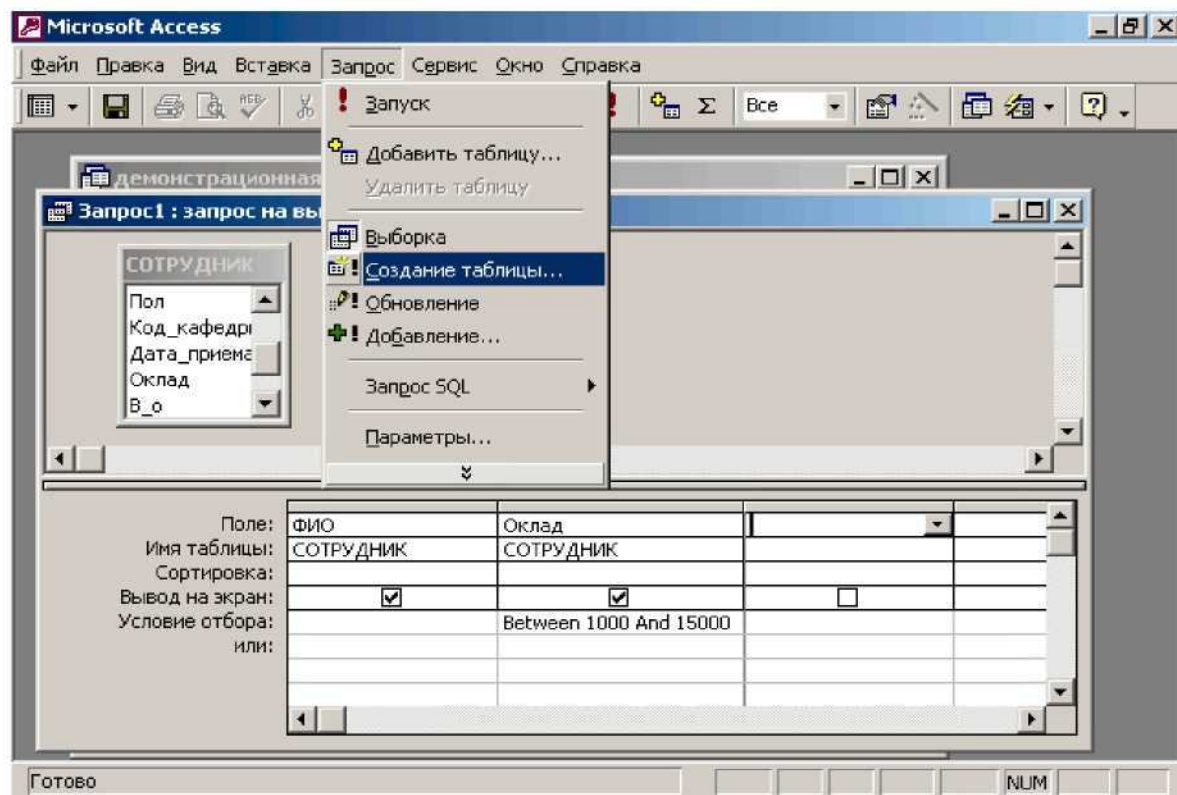 Microsoft Access
Файл Правка Вид Вставка Запрос Сервис Окно Справка
Все
Запуск
Добавить таблицу...
Удалить таблицу
Выборка
Создание таблицы...
Обновление
Добавление...
Запрос SQL
Параметры...
демонстрационная
Запрос1 : запрос на вы
СОТРУДНИК
Пол
Код_кафедры
Дата_приема
Оклад
В_о
Поле: ФИО Оклад
Имя таблицы: СОТРУДНИК СОТРУДНИК
Сортировка:
Вывод на экран:
Условие отбора: Between 1000 And 15000
или:
Готово NUM